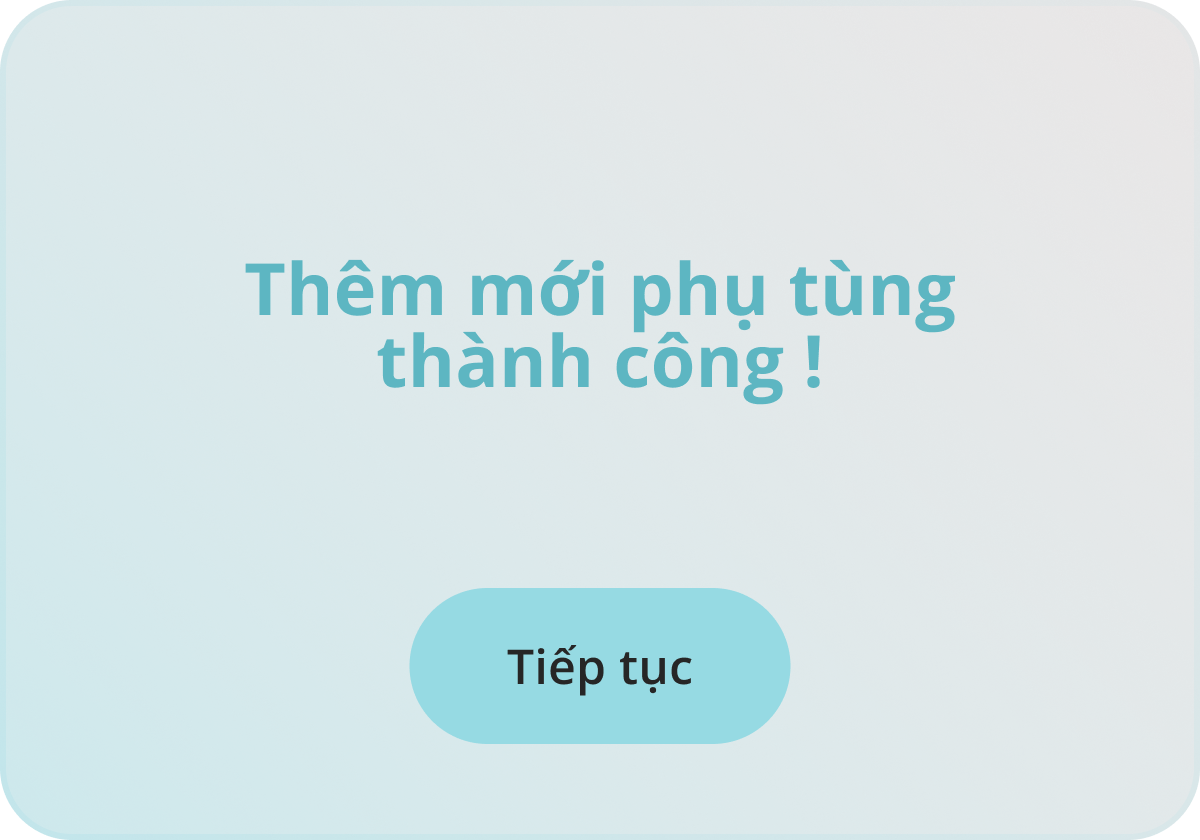 Thêm mới phụ tùng
thành công !
Tiếp tục